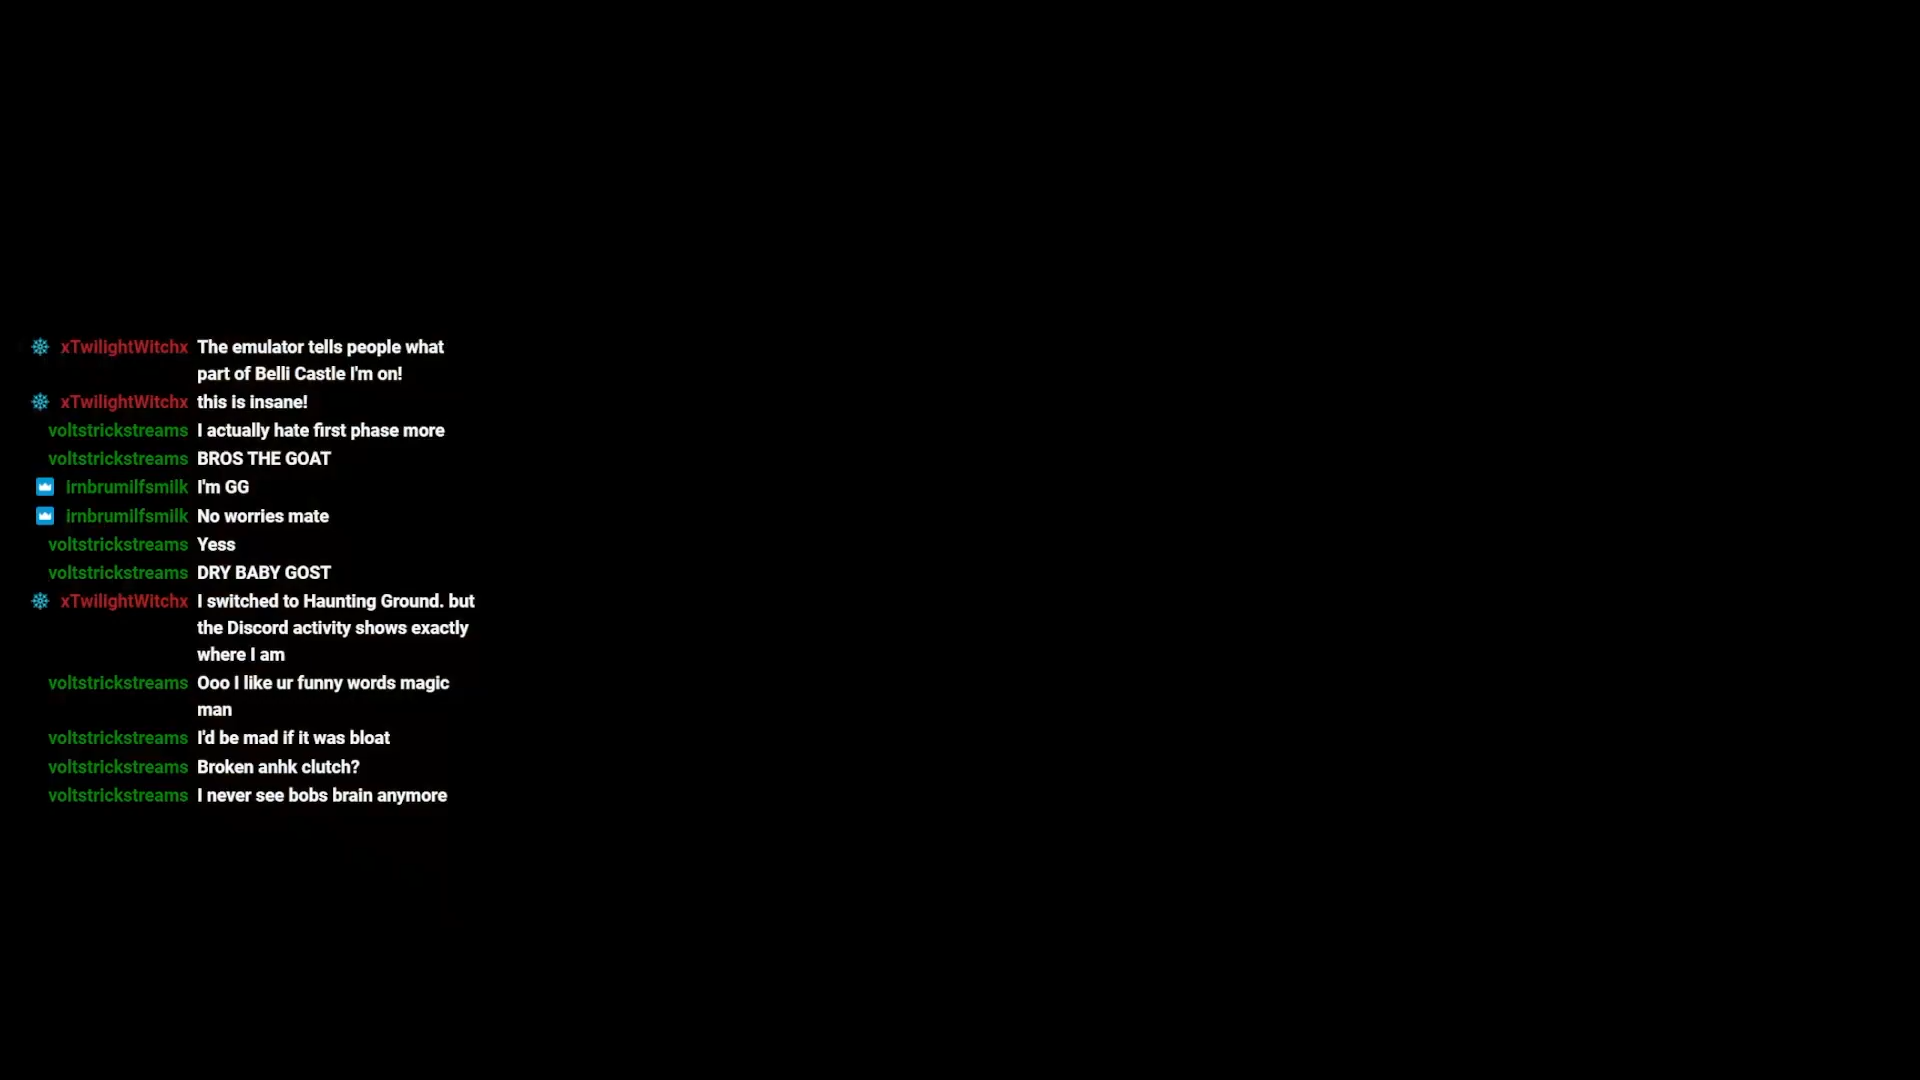 xTwilightWitchx The emulator tells people what
part of Belli Castle I'm on!
xTwilightWitchx this is insane!
voltstrickstreams I actually hate first phase more
voltstrickstreams BROS THE GOAT
irnbrumilfsmilk I'm GG
irnbrumilfsmilk No worries mate
voltstrickstreams Yess
voltstrickstreams DRY BABY GOST
xTwilightWitchx I switched to Haunting Ground. but
the Discord activity shows exactly
where I am
voltstrickstreams Ooo I like ur funny words magic
man
voltstrickstreams I'd be mad if it was bloat
voltstrickstreams Broken anhk clutch?
voltstrickstreams I never see bobs brain anymore